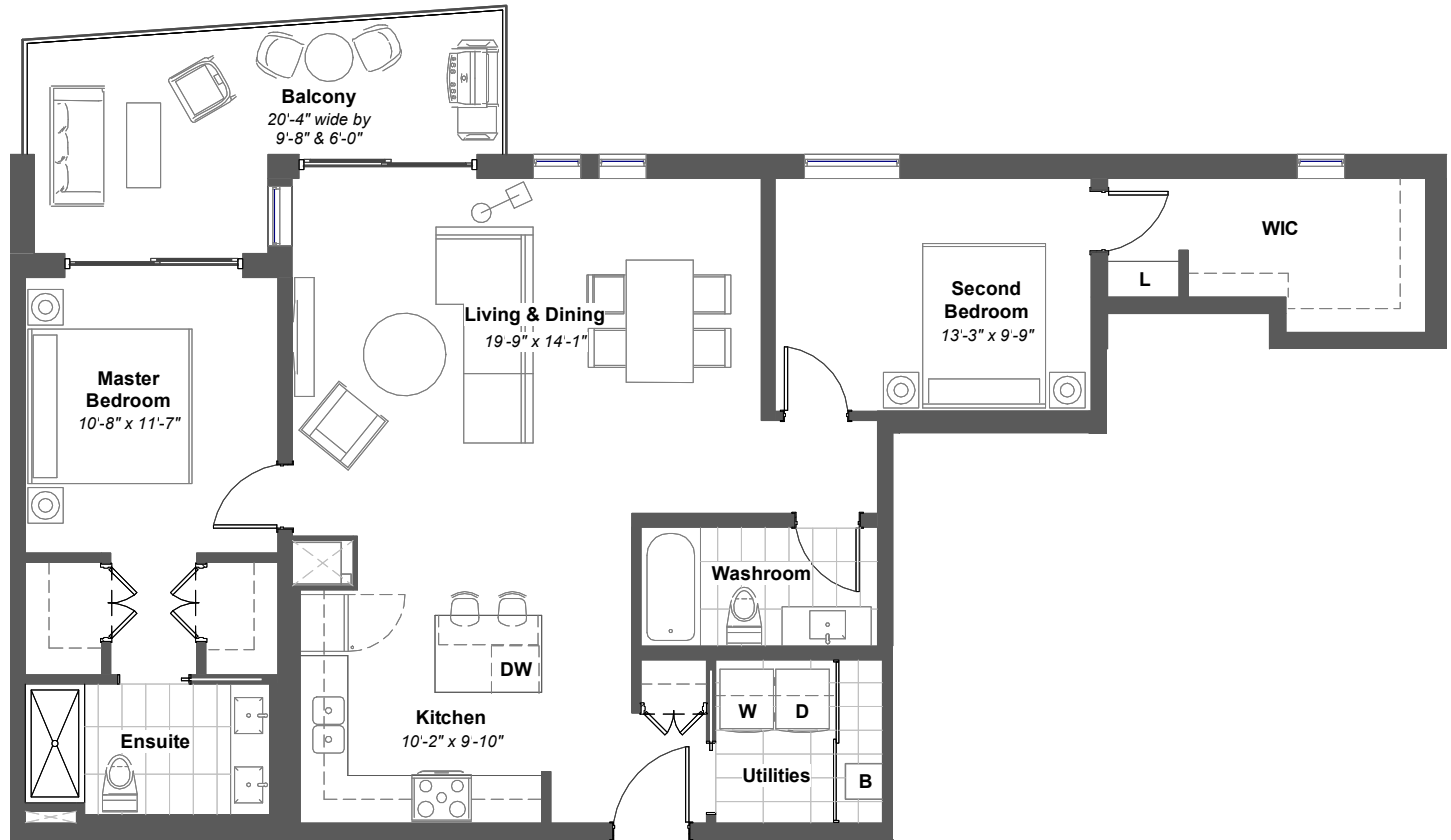 Balcony
20'-4" wide by
9'-8" & 6'-0"
WIC
L
Second
Bedroom
13'-3" x 9'-9"
Living & Dining
19'-9" x 14'-1"
Master
Bedroom
10'-8" x 11'-7"
Washroom
DW
W
D
Kitchen
10'-2" x 9'-10"
Ensuite
Utilities
B